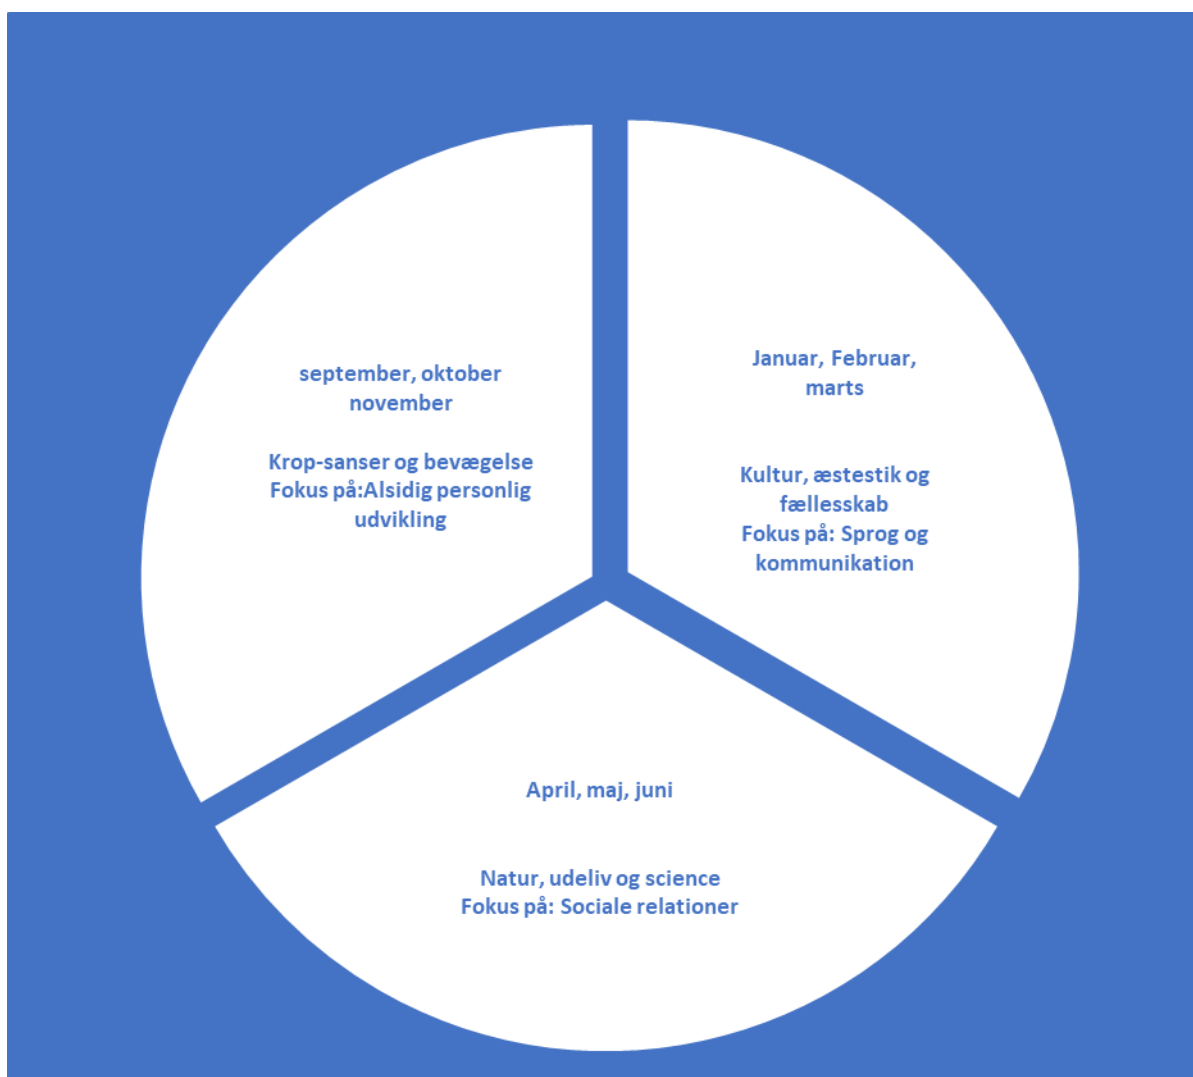 september, oktober
november
Krop-sanser og bevægelse
Fokus på:Alsidig personlig
udvikling
Januar, Februar,
marts
Kultur, æstestik og
fællesskab
Fokus på: Sprog og
kommunikation
April, maj, juni
Natur, udeliv og science
Fokus på: Sociale relationer